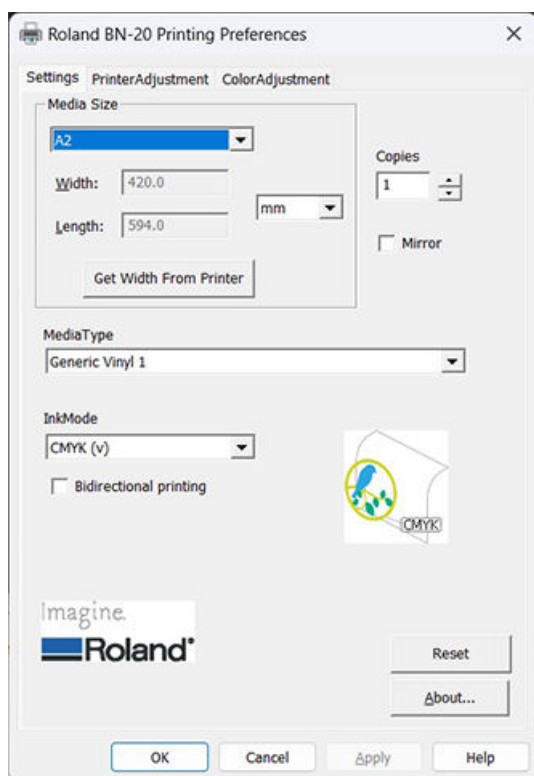 Roland BN-20 Printing Preferences
Settings PrinterAdjustment ColorAdjustment
Media Size
A2
Width: 420.0
mm
Length: 594.0
Get Width From Printer
Copies
1
Mirror
MediaType
Generic Vinyl 1
InkMode
CMYK (v)
Bidirectional printing
CMYK
Imagine.
Roland
Reset
About...
OK Cancel Apply Help